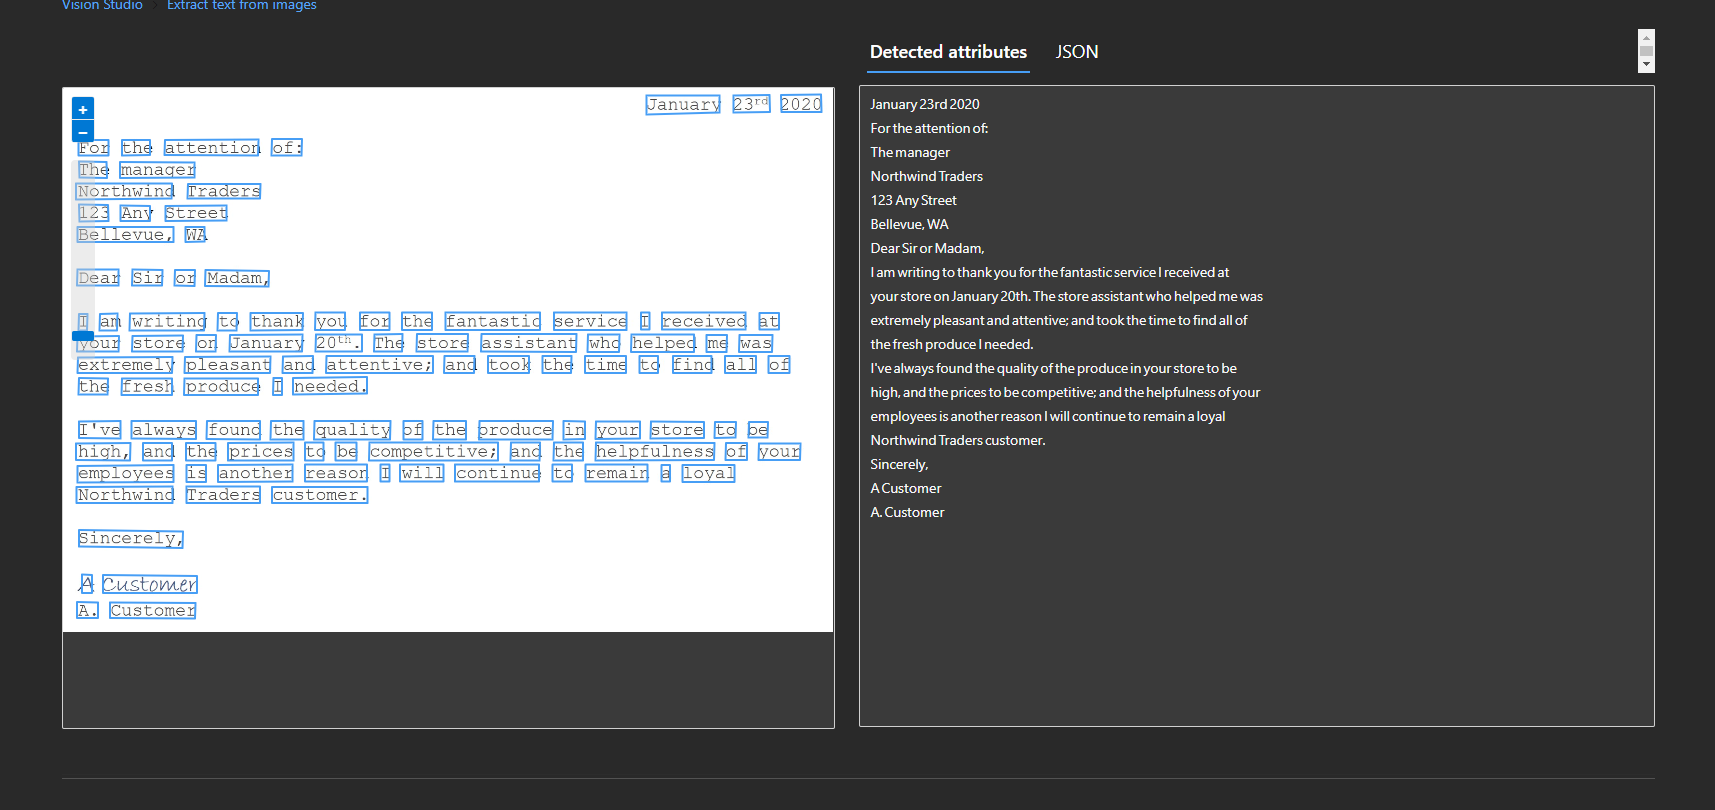 Vision Studio > Extract text from images
Detected attributes JSON
January 23rd 2020
For the attention of:
The manager
Northwind Traders
123 Any Street
Bellevue, WA
Dear Sir or Madam,
I am writing to thank you for the fantastic service I received at
your store on January 20th. The store assistant who helped me was
extremely pleasant and attentive; and took the time to find all of
the fresh produce I needed.
I've always found the quality of the produce in your store to be
high, and the prices to be competitive; and the helpfulness of your
employees is another reason I will continue to remain a loyal
Northwind Traders customer.
Sincerely,
A Customer
A. Customer
January 23rd 2020
For the attention of:
The manager
Northwind Traders
123 Any Street
Bellevue, WA
Dear Sir or Madam,
I am writing to thank you for the fantastic service I received at
your store on January 20th. The store assistant who helped me was
extremely pleasant and attentive; and took the time to find all of
the fresh produce I needed.
I've always found the quality of the produce in your store to be
high, and the prices to be competitive; and the helpfulness of your
employees is another reason I will continue to remain a loyal
Northwind Traders customer.
Sincerely,
A Customer
A. Customer